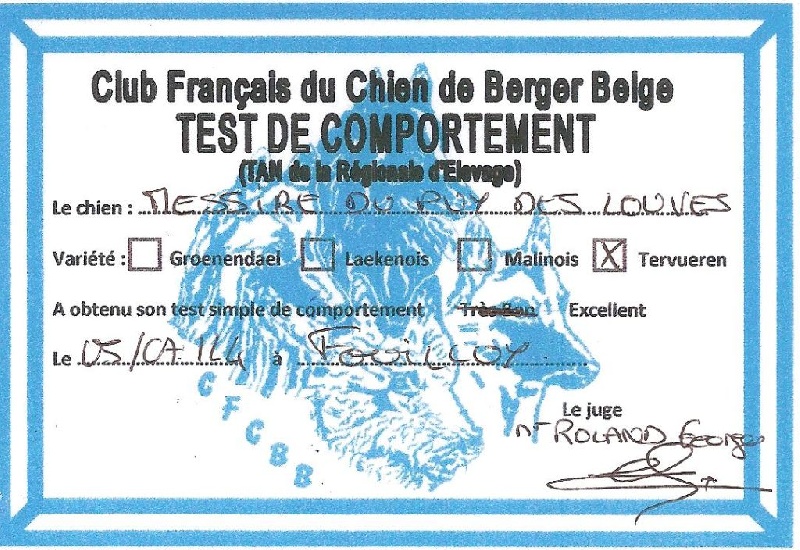 Club Français du Chien de Berger Belge
TEST DE COMPORTEMENT
(TAN de la Régionale d'Elevage)
Le chien : MESSIRE DU PUY DES LOUVES
Variété : Groenendael Laekenois Malinois X Tervueren
A obtenu son test simple de comportement Très Bon Excellent
Le 05/07/14 à FOUILLOY
Le juge
Mr ROLAND Georges
C F C B B